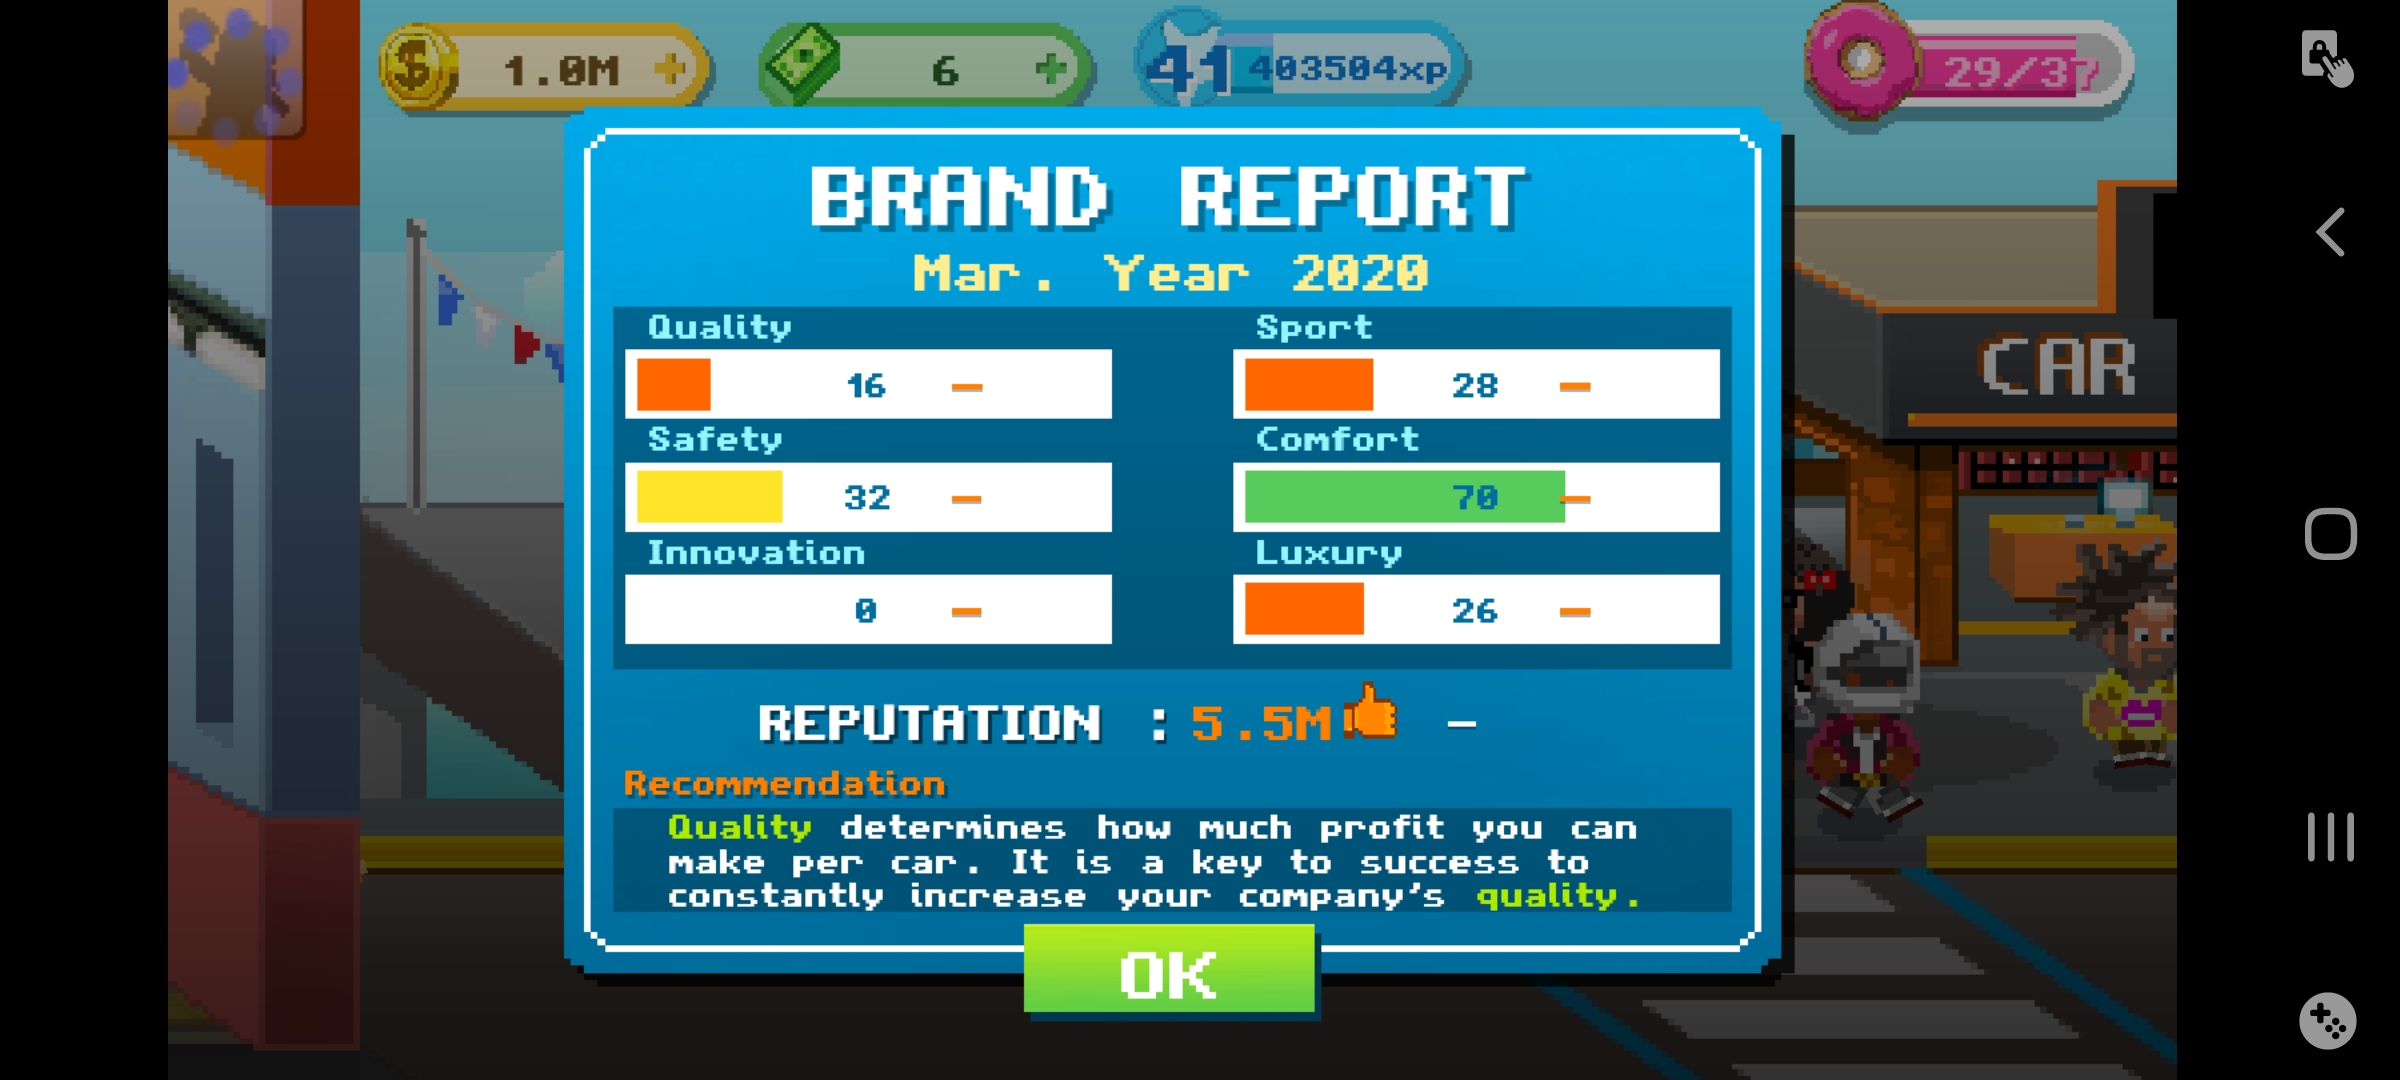 1.0M +
6 +
41 403504xp
29/37
BRAND REPORT
Mar. Year 2020
Quality
Sport
16 –
28 –
Safety
Comfort
32 –
70 –
Innovation
Luxury
0 –
26 –
REPUTATION : 5.5M –
Recommendation
Quality determines how much profit you can
make per car. It is a key to success to
constantly increase your company's quality.
OK
CAR